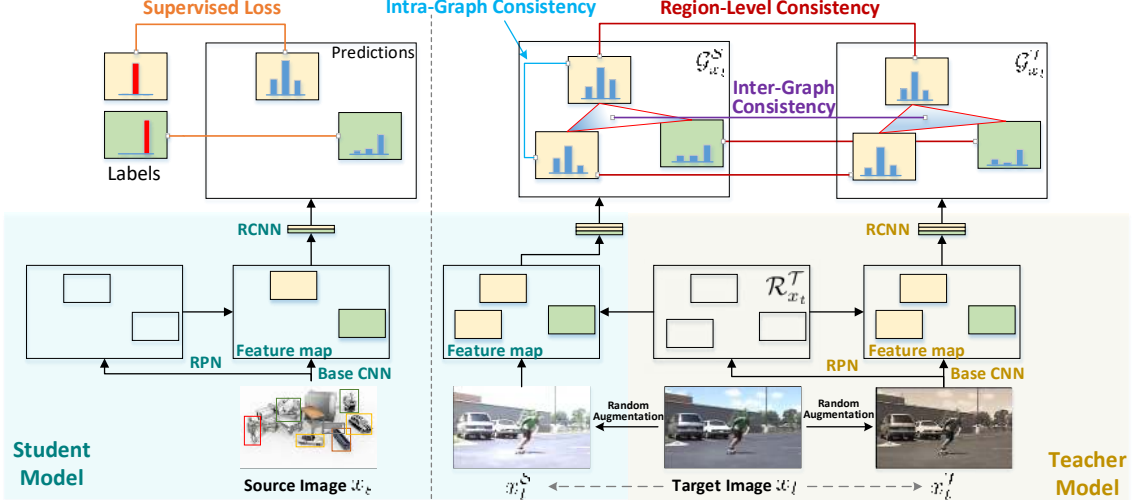 Supervised Loss
Intra-Graph Consistency
Region-Level Consistency
Predictions
Labels
Inter-Graph
Consistency
RCNN
RCNN
Feature map
Feature map
Feature map
RPN
Base CNN
RPN
Base CNN
Random
Augmentation
Random
Augmentation
Student
Model
Source Image
Target Image
Teacher
Model